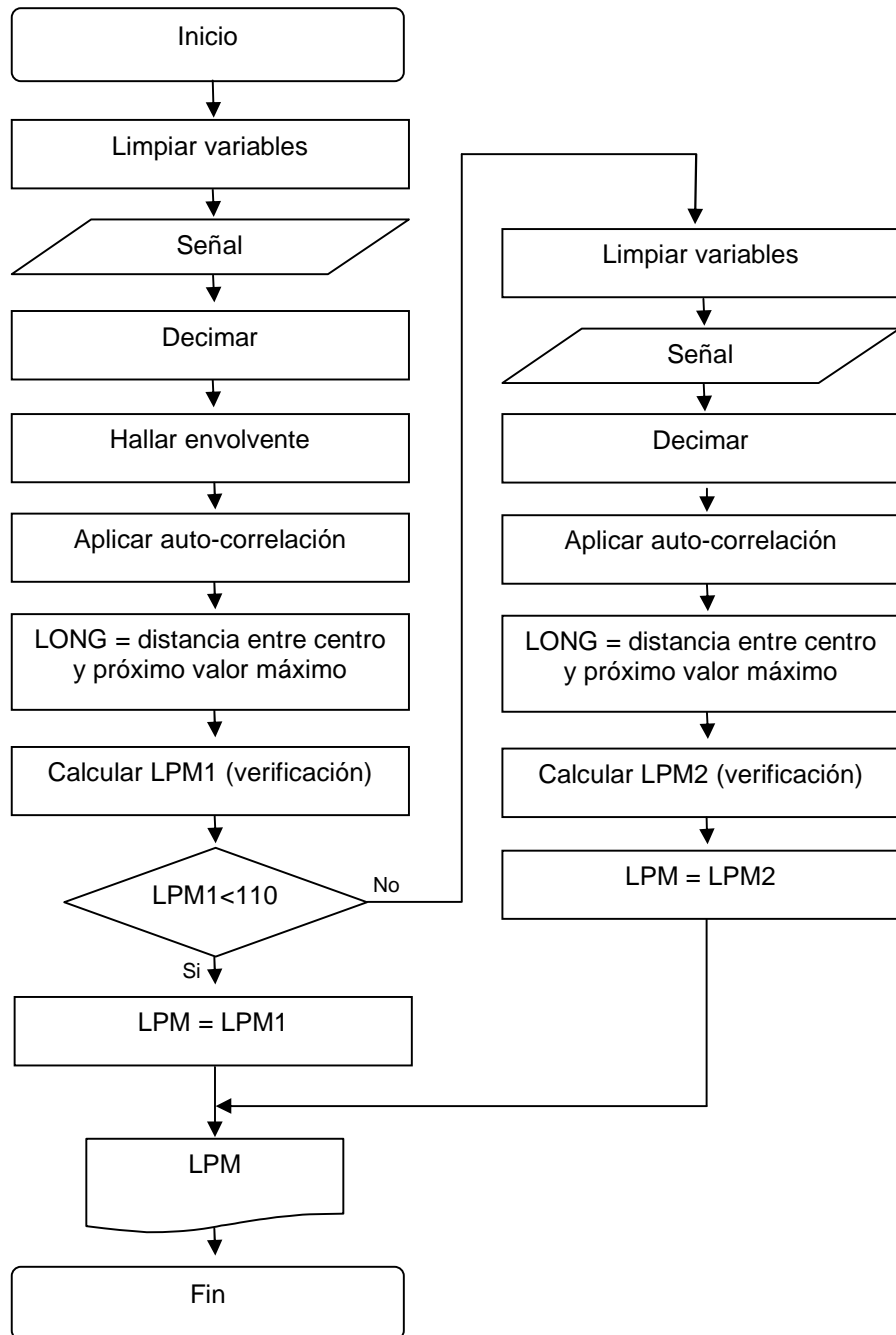 Inicio
Limpiar variables
Señal
Decimar
Hallar envolvente
Aplicar auto-correlación
LONG = distancia entre centro
y próximo valor máximo
Calcular LPM1 (verificación)
LPM1<110
No
Si
LPM = LPM1
LPM
Fin
Limpiar variables
Señal
Decimar
Aplicar auto-correlación
LONG = distancia entre centro
y próximo valor máximo
Calcular LPM2 (verificación)
LPM = LPM2